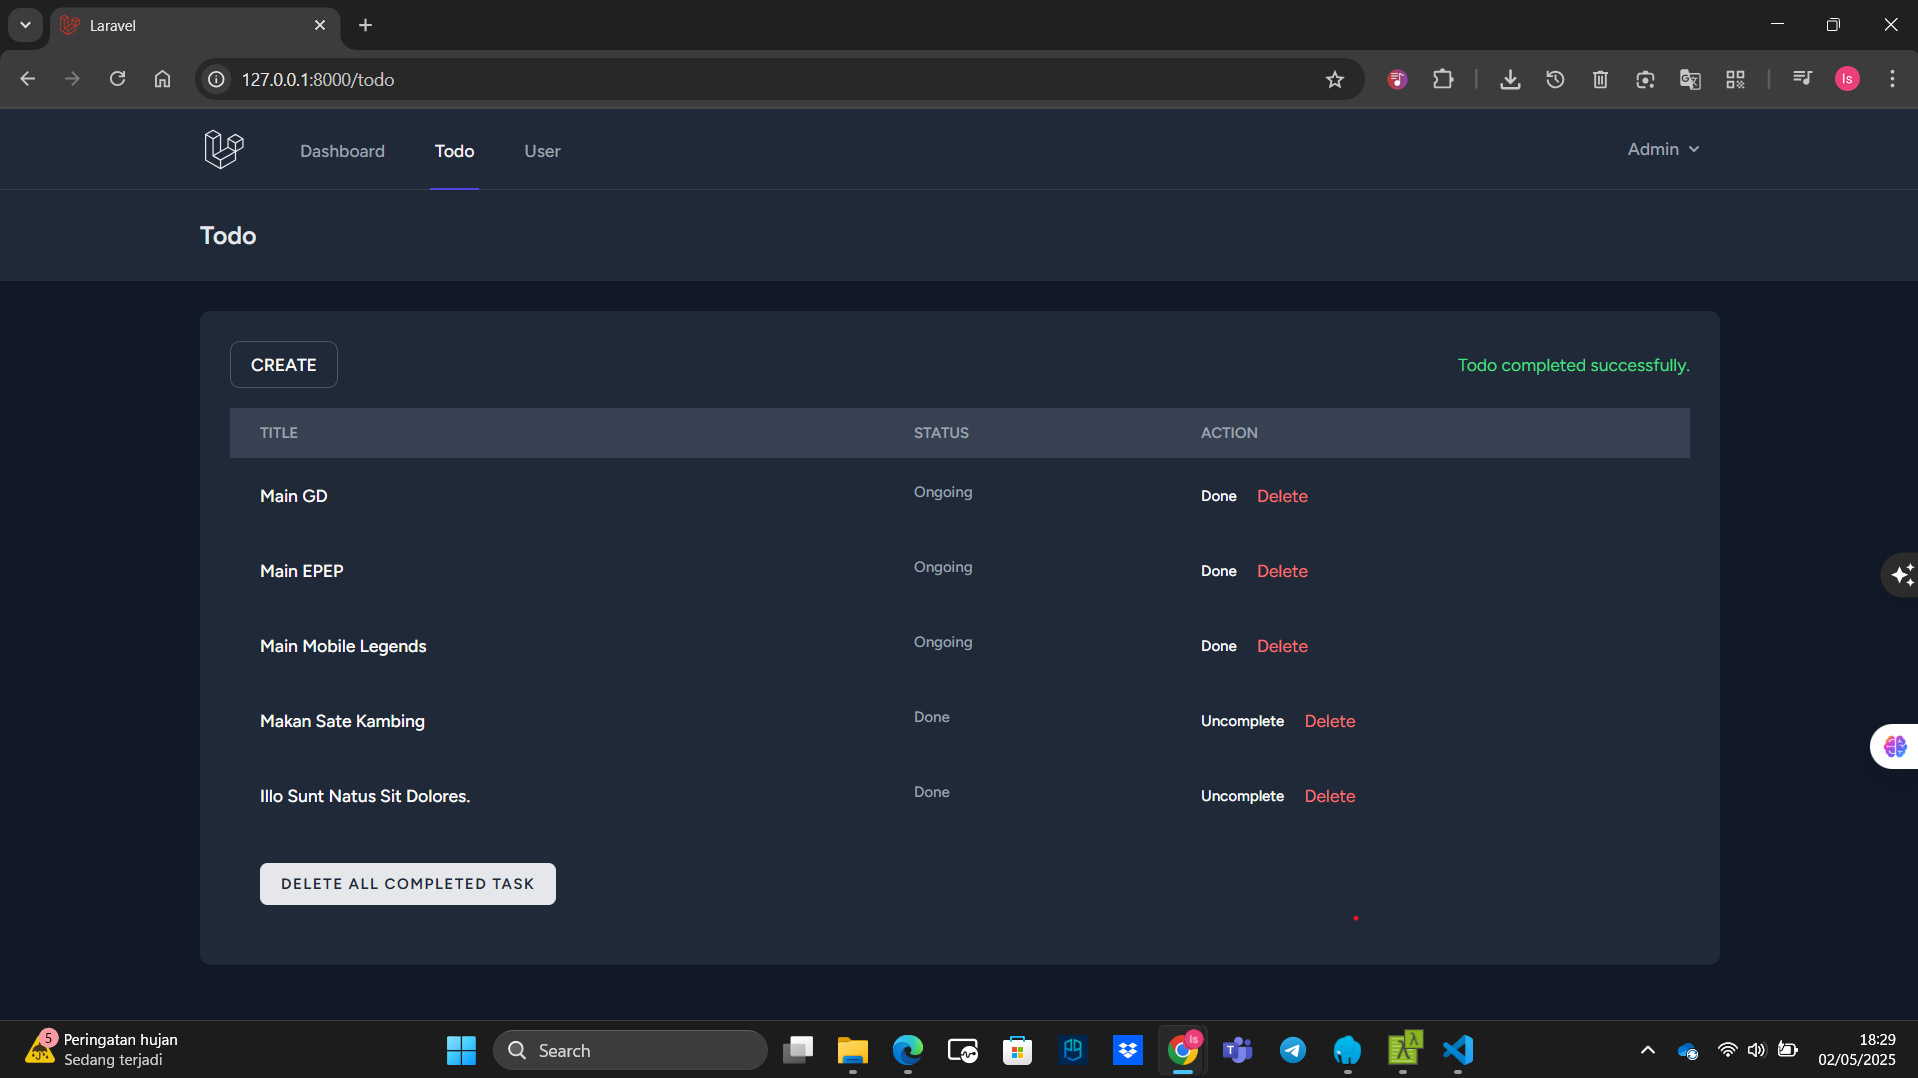 Laravel
127.0.0.1:8000/todo
Is
Dashboard Todo User Admin
Todo
CREATE Todo completed successfully.
TITLE STATUS ACTION
Main GD Ongoing Done Delete
Main EPEP Ongoing Done Delete
Main Mobile Legends Ongoing Done Delete
Makan Sate Kambing Done Uncomplete Delete
Illo Sunt Natus Sit Dolores. Done Uncomplete Delete
DELETE ALL COMPLETED TASK
5 Peringatan hujan
Sedang terjadi
Search
Is
18:29
02/05/2025